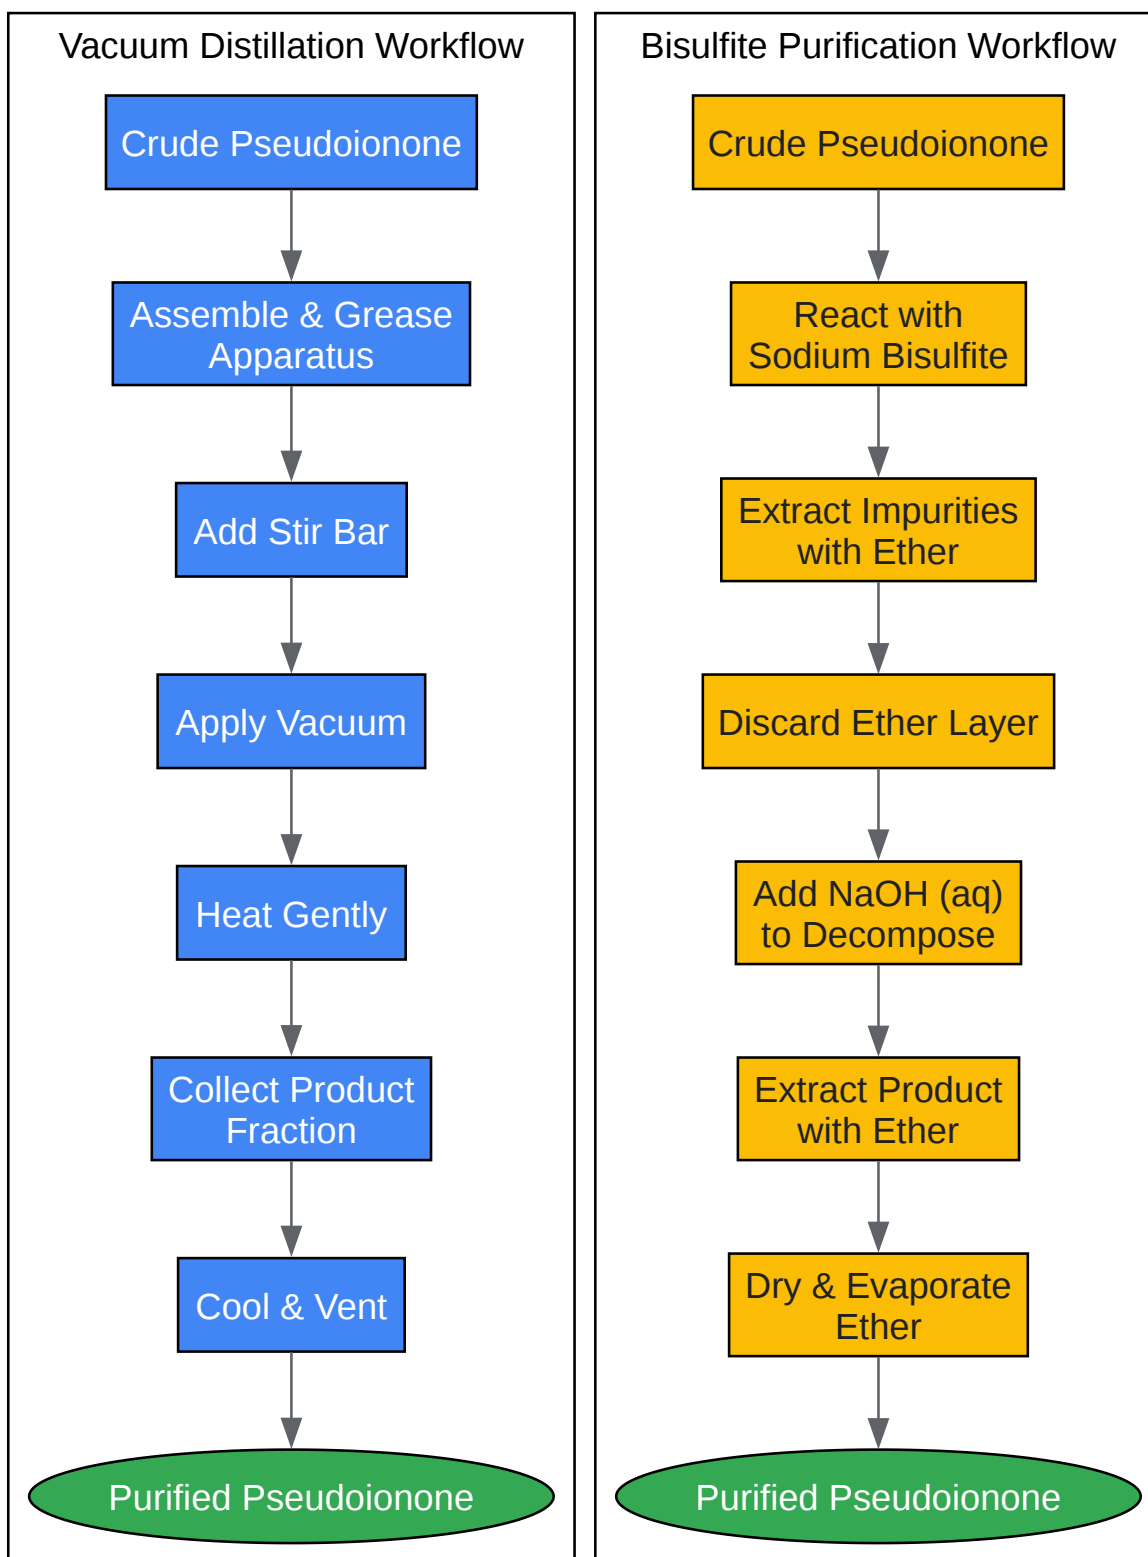 Vacuum Distillation Workflow
Crude Pseudoionone
Assemble & Grease
Apparatus
Add Stir Bar
Apply Vacuum
Heat Gently
Collect Product
Fraction
Cool & Vent
Purified Pseudoionone
Bisulfite Purification Workflow
Crude Pseudoionone
React with
Sodium Bisulfite
Extract Impurities
with Ether
Discard Ether Layer
Add NaOH (aq)
to Decompose
Extract Product
with Ether
Dry & Evaporate
Ether
Purified Pseudoionone